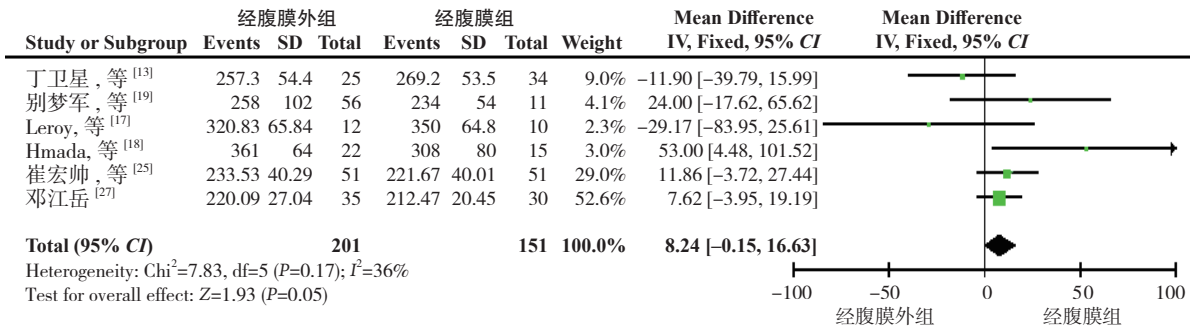 经腹膜外组 经腹膜组 Mean Difference Mean Difference
Study or Subgroup Events SD Total Events SD Total Weight IV, Fixed, 95% CI IV, Fixed, 95% CI
丁卫星 , 等 [13] 257.3 54.4 25 269.2 53.5 34 9.0% −11.90 [−39.79, 15.99]
别梦军 , 等 [19] 258 102 56 234 54 11 4.1% 24.00 [−17.62, 65.62]
Leroy, 等 [17] 320.83 65.84 12 350 64.8 10 2.3% −29.17 [−83.95, 25.61]
Hmada, 等 [18] 361 64 22 308 80 15 3.0% 53.00 [4.48, 101.52]
崔宏帅 , 等 [25] 233.53 40.29 51 221.67 40.01 51 29.0% 11.86 [−3.72, 27.44]
邓江岳 [27] 220.09 27.04 35 212.47 20.45 30 52.6% 7.62 [−3.95, 19.19]
Total (95% CI) 201 151 100.0% 8.24 [−0.15, 16.63]
Heterogeneity: Chi²=7.83, df=5 (P=0.17); I²=36%
Test for overall effect: Z=1.93 (P=0.05)
−100 −50 0 50 100
经腹膜外组 经腹膜组